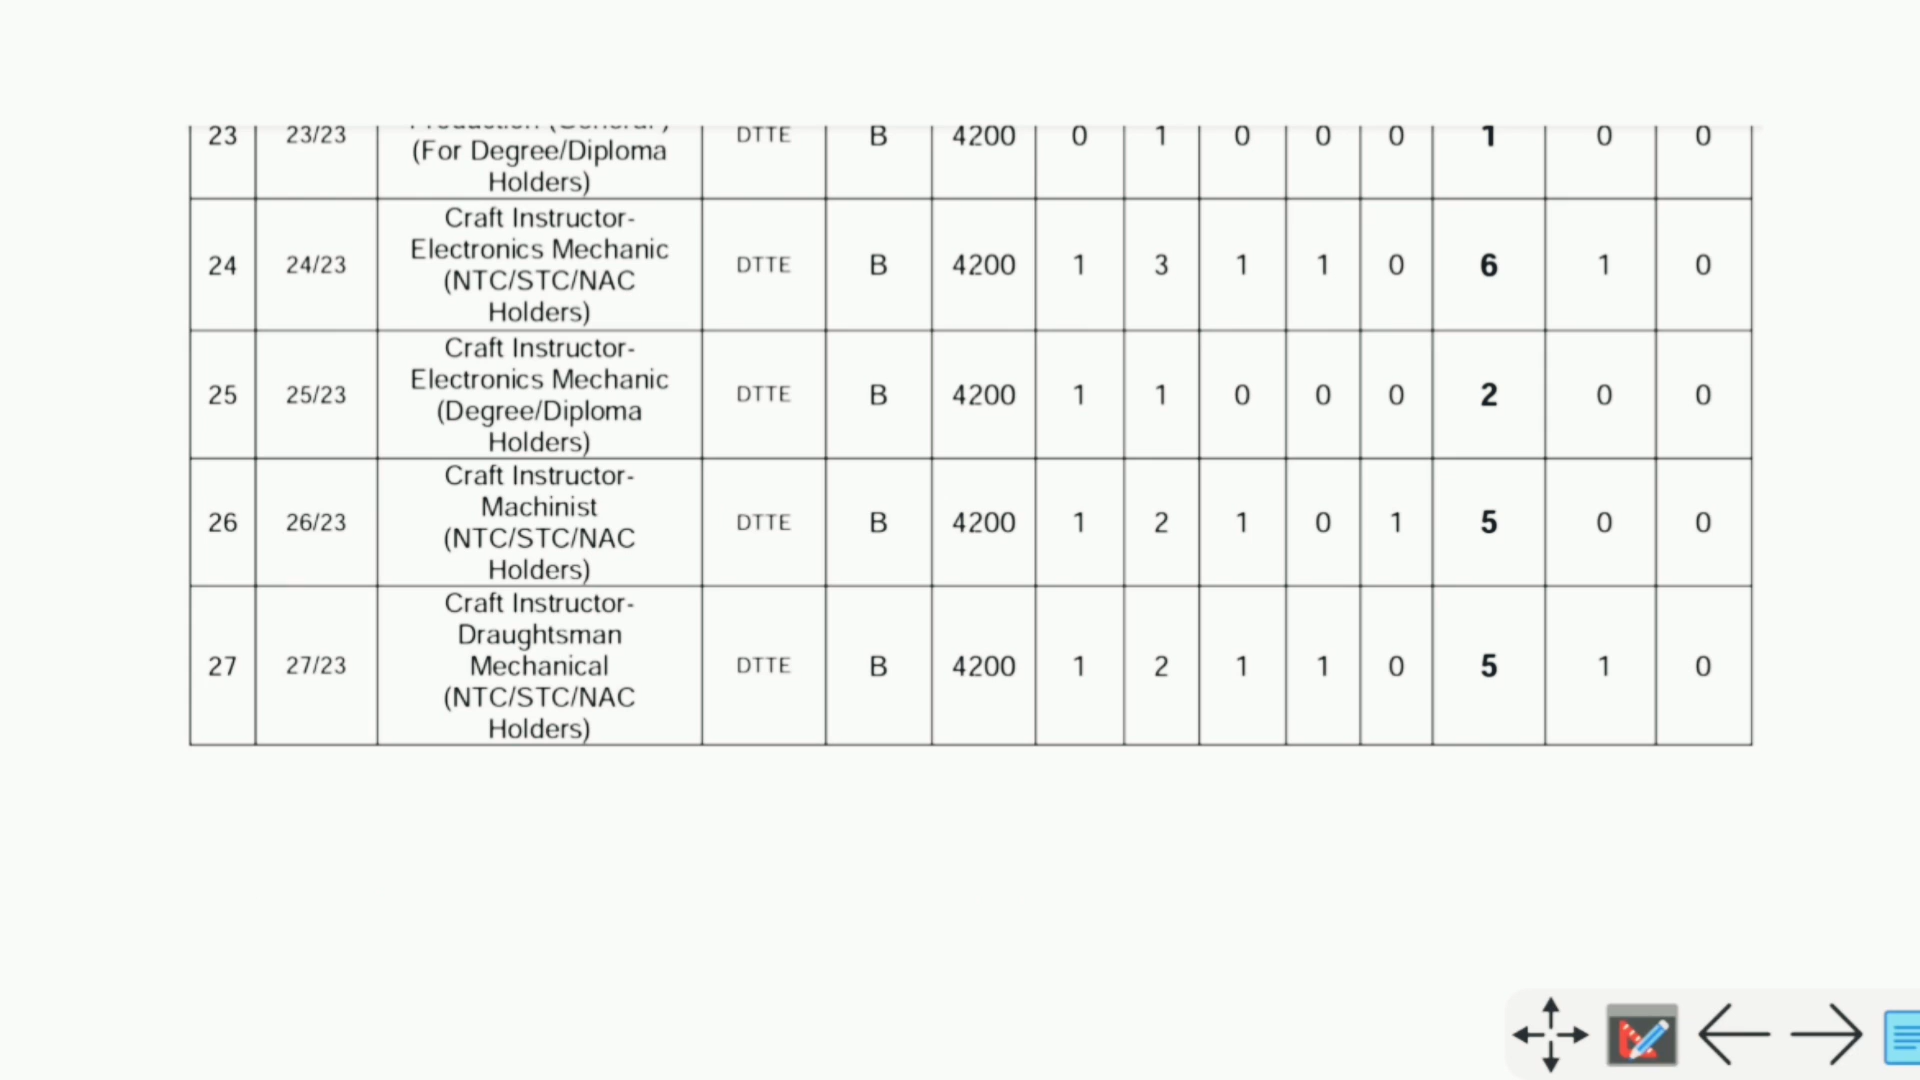 23 23/23 (For Degree/Diploma Holders) DTTE B 4200 0 1 0 0 0 1 0 0
24 24/23 Craft Instructor- Electronics Mechanic (NTC/STC/NAC Holders) DTTE B 4200 1 3 1 1 0 6 1 0
25 25/23 Craft Instructor- Electronics Mechanic (Degree/Diploma Holders) DTTE B 4200 1 1 0 0 0 2 0 0
26 26/23 Craft Instructor- Machinist (NTC/STC/NAC Holders) DTTE B 4200 1 2 1 0 1 5 0 0
27 27/23 Craft Instructor- Draughtsman Mechanical (NTC/STC/NAC Holders) DTTE B 4200 1 2 1 1 0 5 1 0